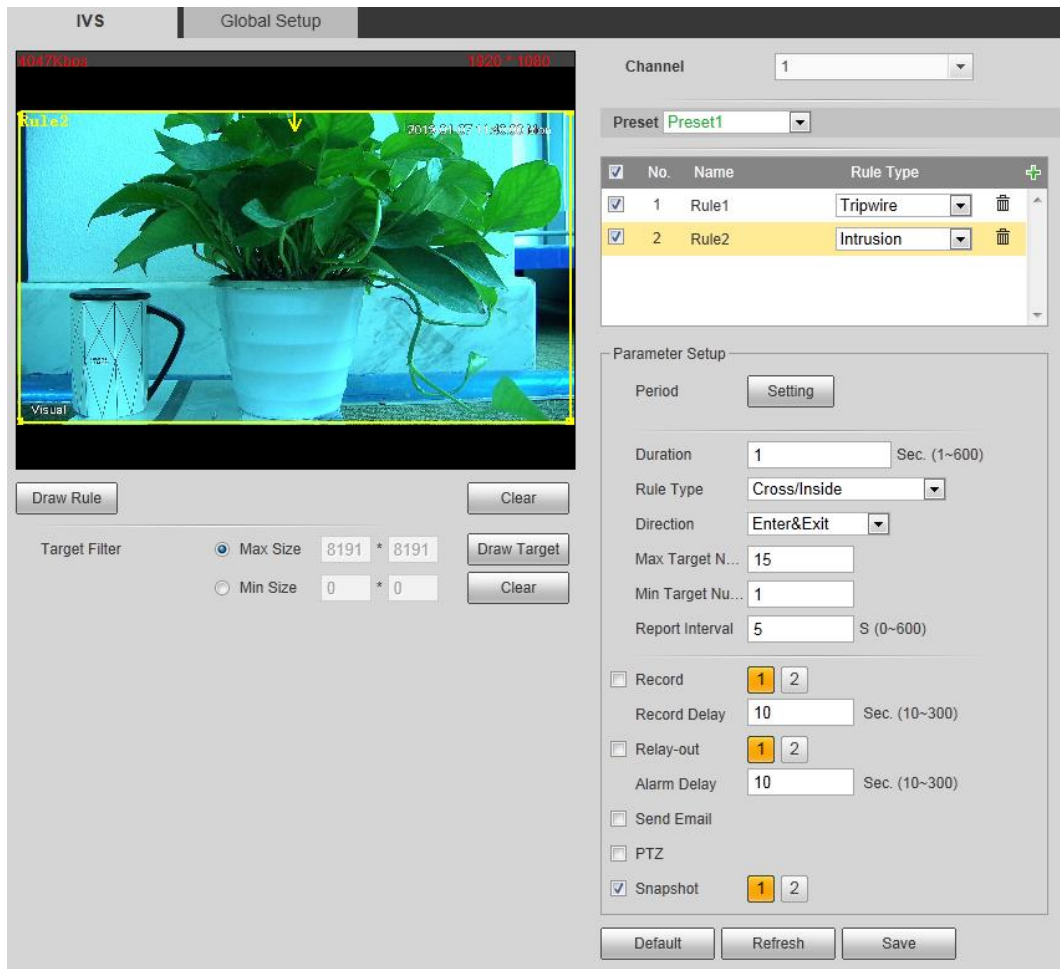 IVS
Global Setup
4047Kbps 1920 * 1080
Rule2
Visual
Draw Rule
Clear
Target Filter
Max Size 8191 * 8191
Draw Target
Min Size 0 * 0
Clear
Channel 1
Preset Preset1
No. Name Rule Type
1 Rule1 Tripwire
2 Rule2 Intrusion
Parameter Setup
Period Setting
Duration 1 Sec. (1~600)
Rule Type Cross/Inside
Direction Enter&Exit
Max Target N... 15
Min Target Nu... 1
Report Interval 5 S (0~600)
Record 1 2
Record Delay 10 Sec. (10~300)
Relay-out 1 2
Alarm Delay 10 Sec. (10~300)
Send Email
PTZ
Snapshot 1 2
Default Refresh Save